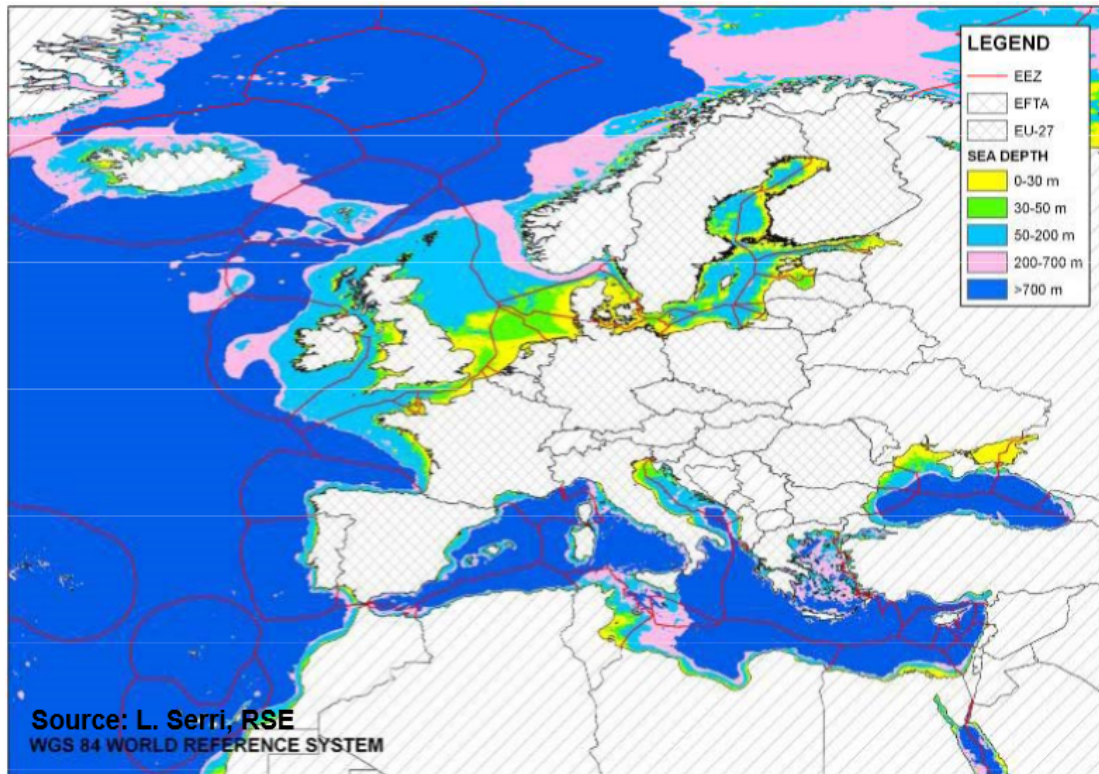 LEGEND
EEZ
EFTA
EU-27
SEA DEPTH
0-30 m
30-50 m
50-200 m
200-700 m
>700 m
Source: L. Serri, RSE
WGS 84 WORLD REFERENCE SYSTEM